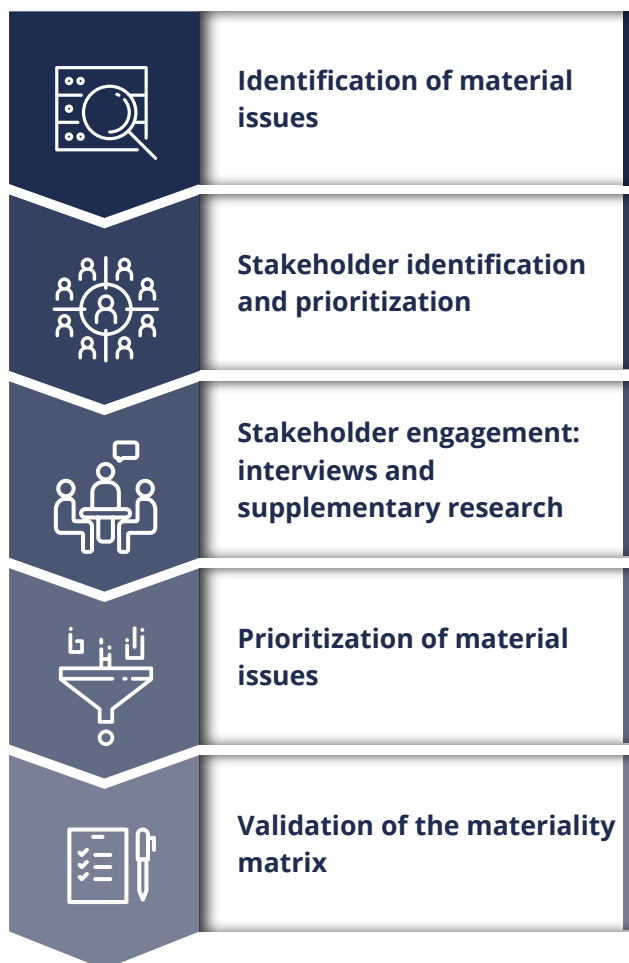 Identification of material
issues
Stakeholder identification
and prioritization
Stakeholder engagement:
interviews and
supplementary research
Prioritization of material
issues
Validation of the materiality
matrix